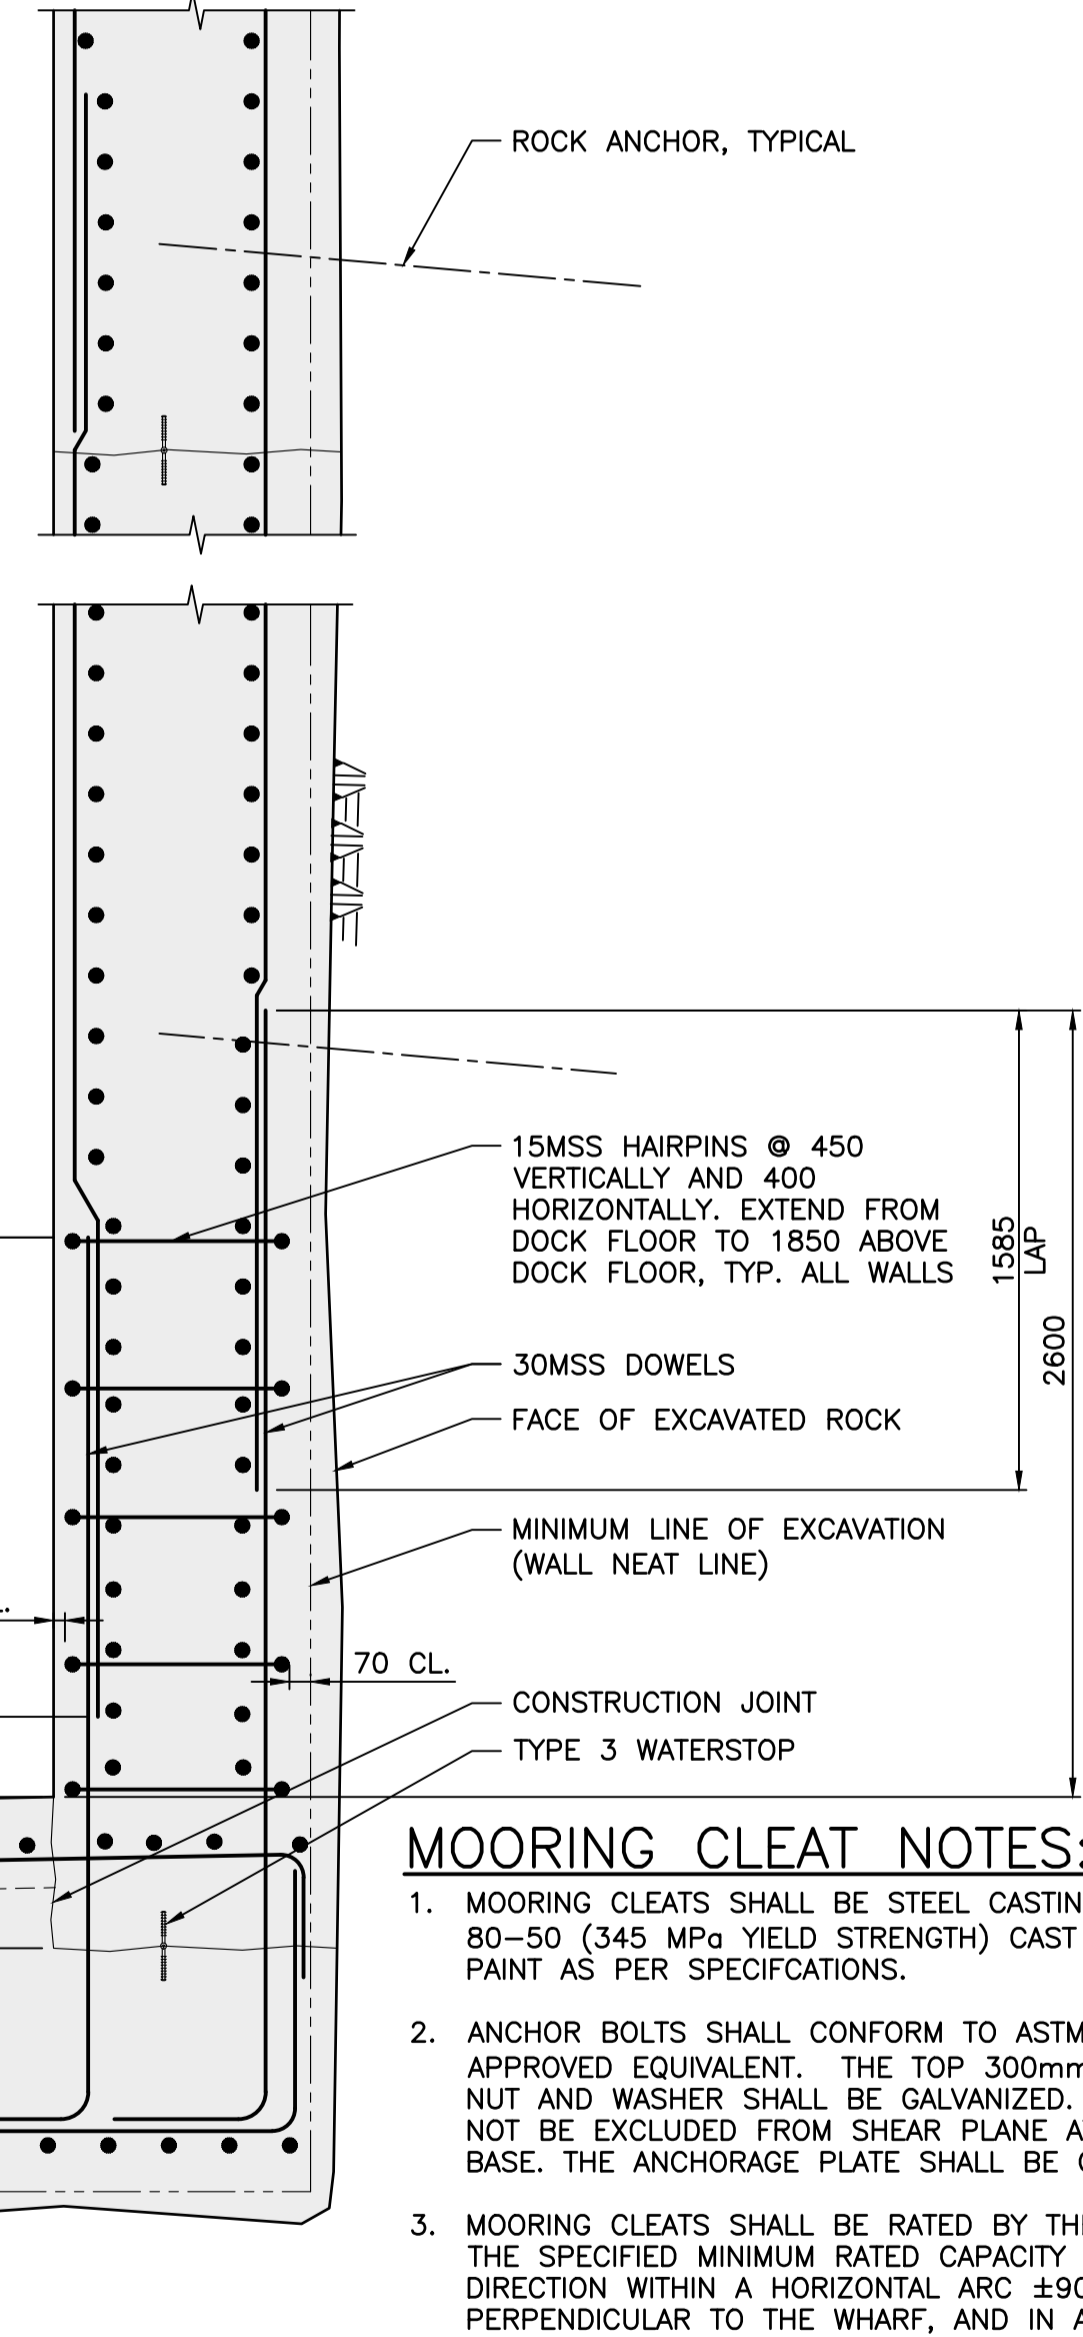 ROCK ANCHOR, TYPICAL
15MSS HAIRPINS @ 450
VERTICALLY AND 400
HORIZONTALLY. EXTEND FROM
DOCK FLOOR TO 1850 ABOVE
DOCK FLOOR, TYP. ALL WALLS
1585
LAP
2600
30MSS DOWELS
FACE OF EXCAVATED ROCK
MINIMUM LINE OF EXCAVATION
(WALL NEAT LINE)
70 CL.
CONSTRUCTION JOINT
TYPE 3 WATERSTOP
MOORING CLEAT NOTES:
1. MOORING CLEATS SHALL BE STEEL CASTIN
80-50 (345 MPa YIELD STRENGTH) CAST
PAINT AS PER SPECIFCATIONS.
2. ANCHOR BOLTS SHALL CONFORM TO ASTM
APPROVED EQUIVALENT. THE TOP 300mm
NUT AND WASHER SHALL BE GALVANIZED.
NOT BE EXCLUDED FROM SHEAR PLANE
BASE. THE ANCHORAGE PLATE SHALL BE
3. MOORING CLEATS SHALL BE RATED BY
THE SPECIFIED MINIMUM RATED CAPACITY
DIRECTION WITHIN A HORIZONTAL ARC ±90
PERPENDICULAR TO THE WHARF, AND IN